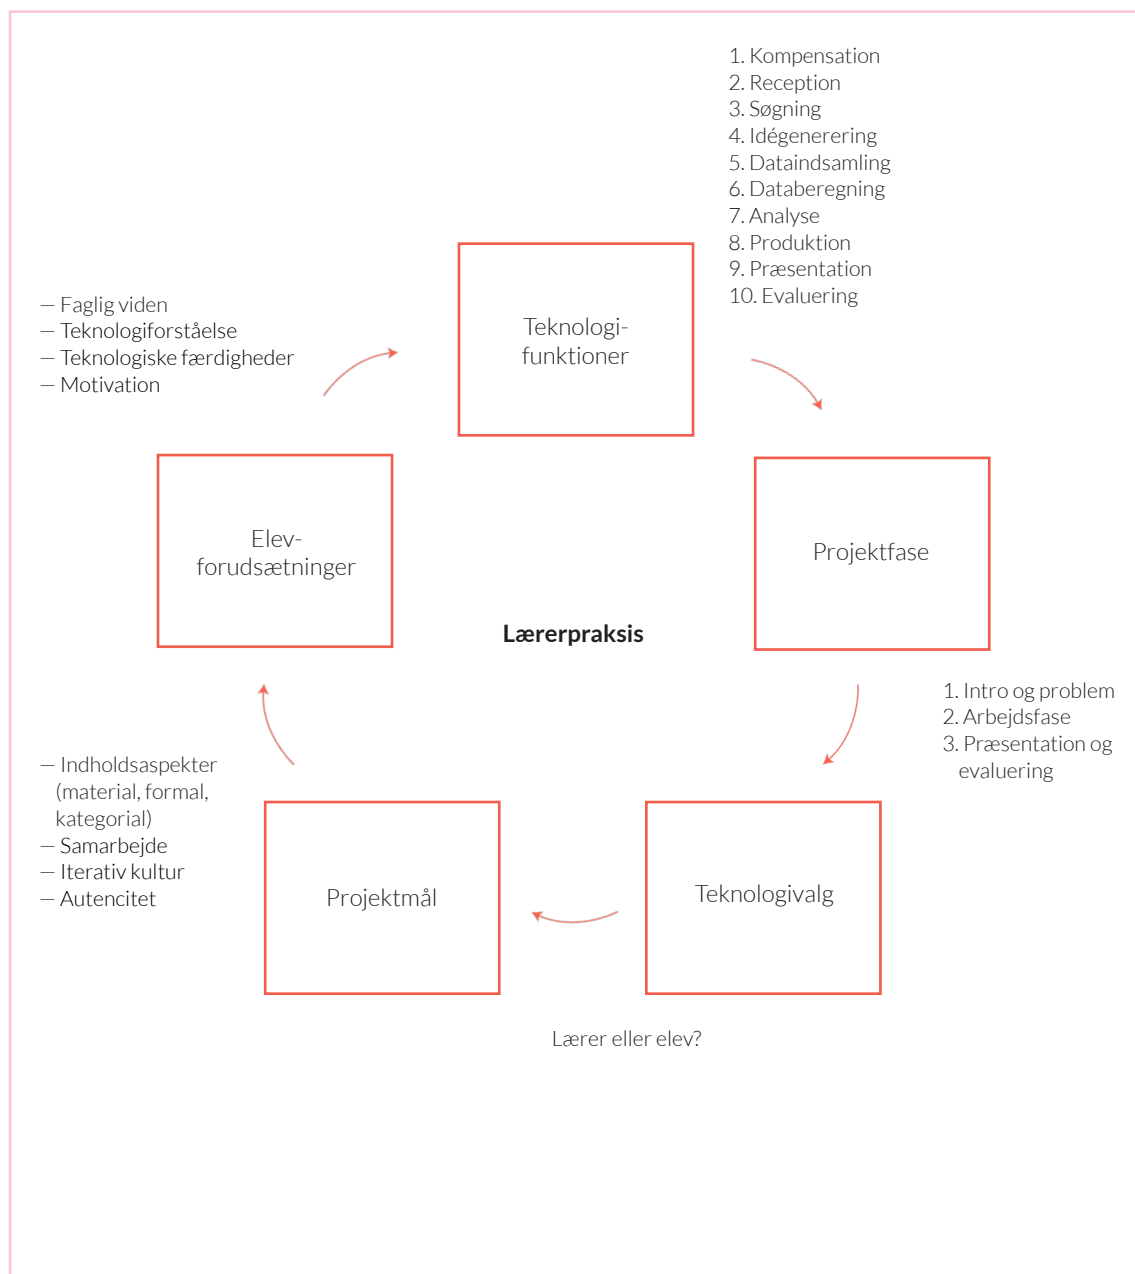 1. Kompensation
2. Reception
3. Søgning
4. Idégenerering
5. Dataindsamling
6. Databeregning
7. Analyse
8. Produktion
9. Præsentation
10. Evaluering
Teknologi-
funktioner
— Faglig viden
— Teknologiforståelse
— Teknologiske færdigheder
— Motivation
Elev-
forudsætninger
Projektfase
Lærerpraksis
1. Intro og problem
2. Arbejdsfase
3. Præsentation og
evaluering
— Indholdsaspekter
(material, formal,
kategorial)
— Samarbejde
— Iterativ kultur
— Autencitet
Projektmål
Teknologivalg
Lærer eller elev?